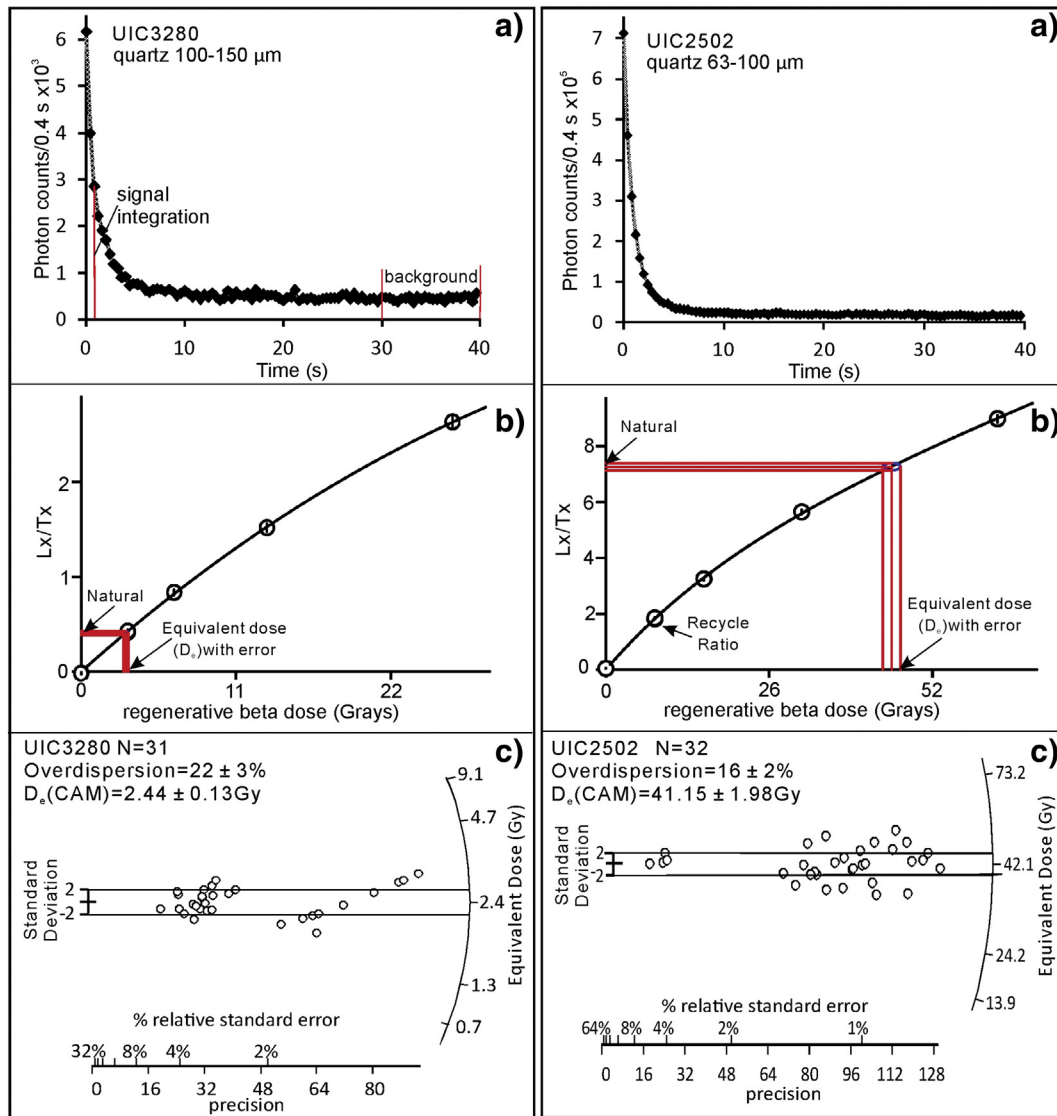 a)
UIC3280
quartz 100-150 µm
Photon counts/0.4 s x10³
6
5
4
3
2
1
0
signal
integration
background
0 10 20 30 40
Time (s)
b)
Lx/Tx
2
1
0
Natural
Equivalent dose
(Dₑ)with error
0 11 22
regenerative beta dose (Grays)
c)
UIC3280 N=31
Overdispersion=22 ± 3%
Dₑ(CAM)=2.44 ± 0.13Gy
Standard
Deviation
2
-2
9.1
4.7
2.4
1.3
0.7
Equivalent Dose (Gy)
% relative standard error
32% 8% 4% 2%
0 16 32 48 64 80
precision
a)
UIC2502
quartz 63-100 µm
Photon counts/0.4 s x10⁵
7
6
5
4
3
2
1
0
0 10 20 30 40
Time (s)
b)
Lx/Tx
8
6
4
2
0
Natural
Recycle
Ratio
Equivalent dose
(Dₑ)with error
0 26 52
regenerative beta dose (Grays)
c)
UIC2502 N=32
Overdispersion=16 ± 2%
Dₑ(CAM)=41.15 ± 1.98Gy
Standard
Deviation
2
-2
73.2
42.1
24.2
13.9
Equivalent Dose (Gy)
% relative standard error
64% 8% 4% 2% 1%
0 16 32 48 64 80 96 112 128
precision